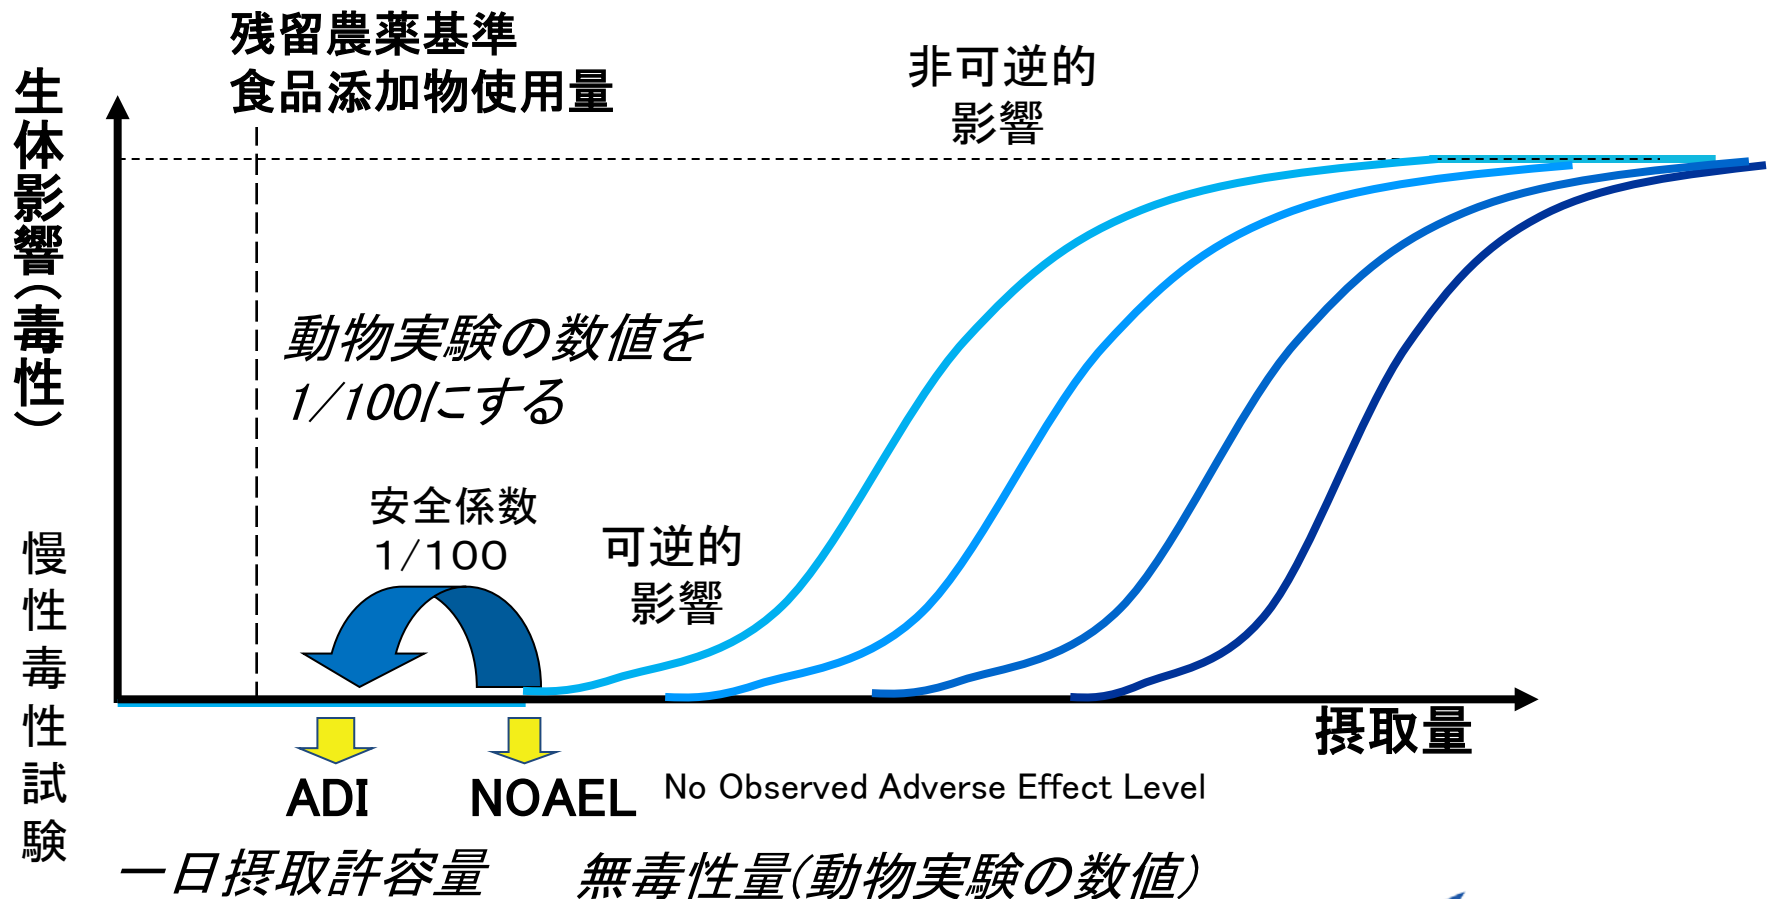 残留農薬基準
食品添加物使用量
非可逆的
影響
生体影響(毒性)
動物実験の数値を
1/100にする
安全係数
1/100
可逆的
影響
慢性毒性試験
摂取量
ADI
NOAEL
No Observed Adverse Effect Level
一日摂取許容量
無毒性量(動物実験の数値)